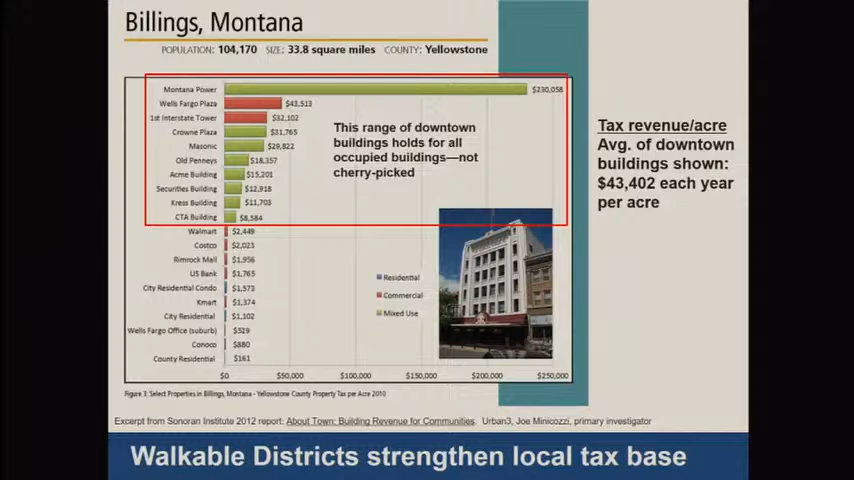 Billings, Montana
POPULATION: 104,170 SIZE: 33.8 square miles COUNTY: Yellowstone
Montana Power $230,058
Wells Fargo Plaza $43,513
1st Interstate Tower $32,102
Crowne Plaza $31,765
Masonic $29,822
Old Penneys $18,357
Acme Building $15,201
Securities Building $12,918
Kress Building $11,703
CTA Building $8,584
Walmart $2,449
Costco $2,023
Rimrock Mall $1,956
US Bank $1,765
City Residential Condo $1,573
Kmart $1,374
City Residential $1,102
Wells Fargo Office (suburb) $929
Conoco $880
County Residential $161
$0 $50,000 $100,000 $150,000 $200,000 $250,000
This range of downtown
buildings holds for all
occupied buildings—not
cherry-picked
Residential
Commercial
Mixed Use
Tax revenue/acre
Avg. of downtown
buildings shown:
$43,402 each year
per acre
Figure 3: Select Properties in Billings, Montana - Yellowstone County Property Tax per Acre 2010
Excerpt from Sonoran Institute 2012 report: About Town: Building Revenue for Communities. Urban3, Joe Minicozzi, primary investigator
Walkable Districts strengthen local tax base